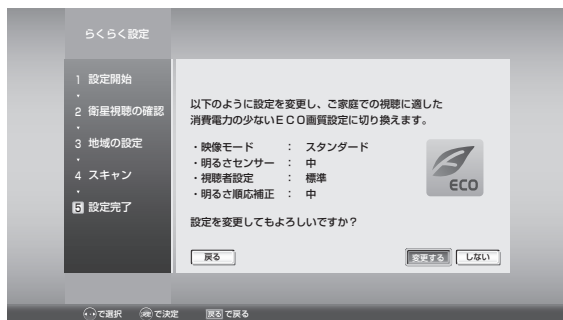 らくらく設定
1 設定開始
2 衛星視聴の確認
3 地域の設定
4 スキャン
5 設定完了
以下のように設定を変更し、ご家庭での視聴に適した
消費電力の少ないECO画質設定に切り換えます。
・映像モード : スタンダード
・明るさセンサー : 中
・視聴者設定 : 標準
・明るさ順応補正 : 中
ECO
設定を変更してもよろしいですか?
戻る 変更する しない
で選択 で決定 戻る で戻る